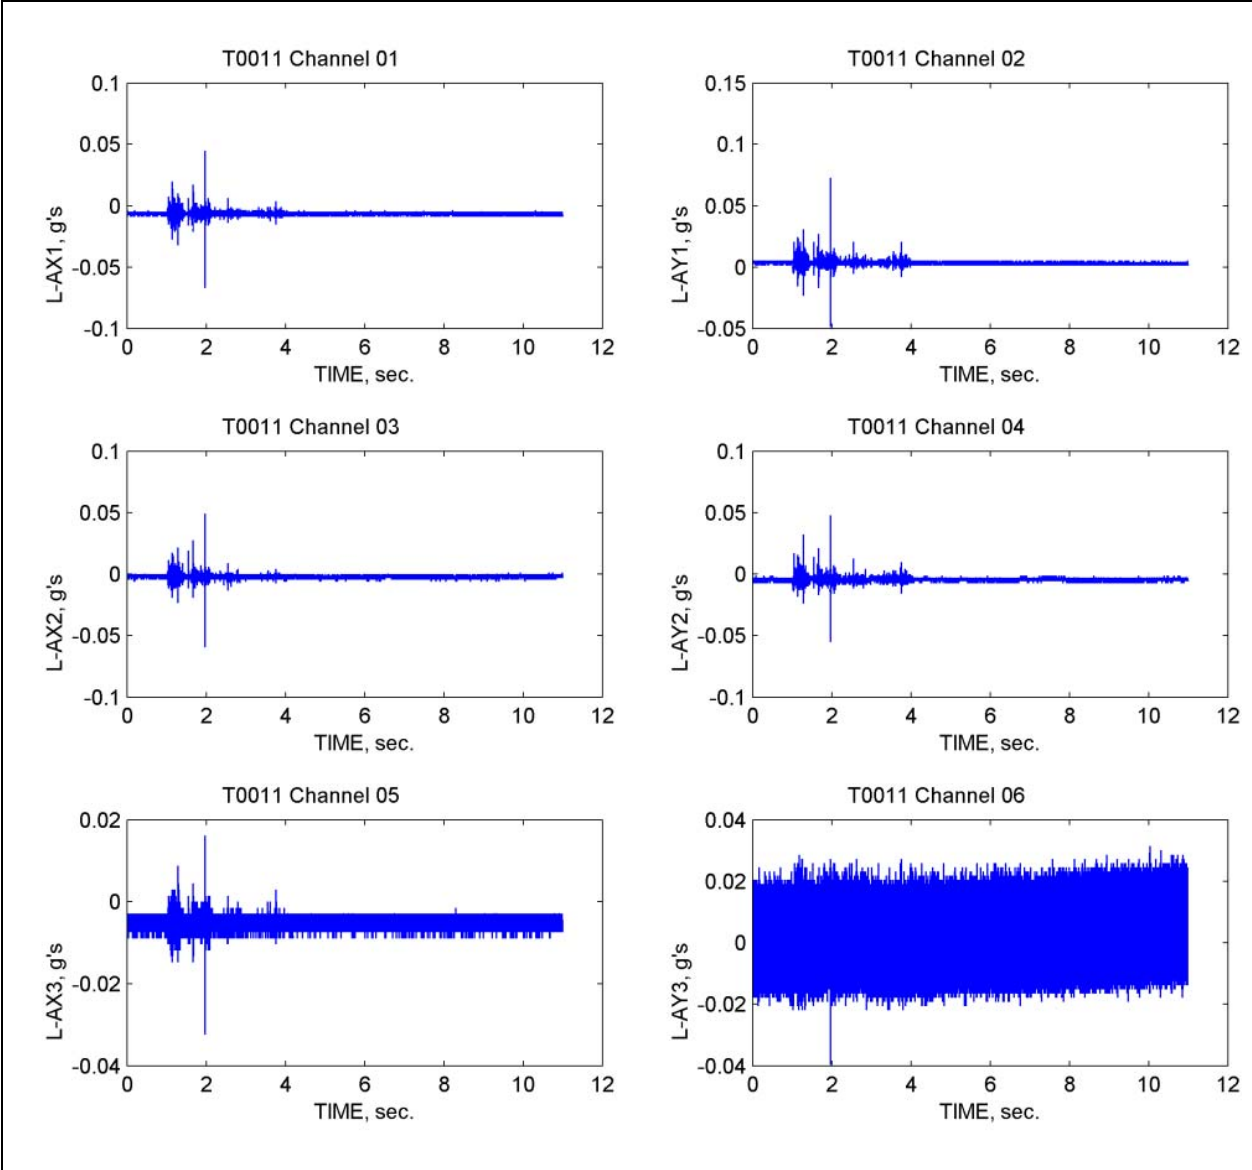 T0011 Channel 01
0.1
0.05
0
-0.05
-0.1
L-AX1, g's
0 2 4 6 8 10 12
TIME, sec.
T0011 Channel 02
0.15
0.1
0.05
0
-0.05
L-AY1, g's
0 2 4 6 8 10 12
TIME, sec.
T0011 Channel 03
0.1
0.05
0
-0.05
-0.1
L-AX2, g's
0 2 4 6 8 10 12
TIME, sec.
T0011 Channel 04
0.1
0.05
0
-0.05
-0.1
L-AY2, g's
0 2 4 6 8 10 12
TIME, sec.
T0011 Channel 05
0.02
0
-0.02
-0.04
L-AX3, g's
0 2 4 6 8 10 12
TIME, sec.
T0011 Channel 06
0.04
0.02
0
-0.02
-0.04
L-AY3, g's
0 2 4 6 8 10 12
TIME, sec.